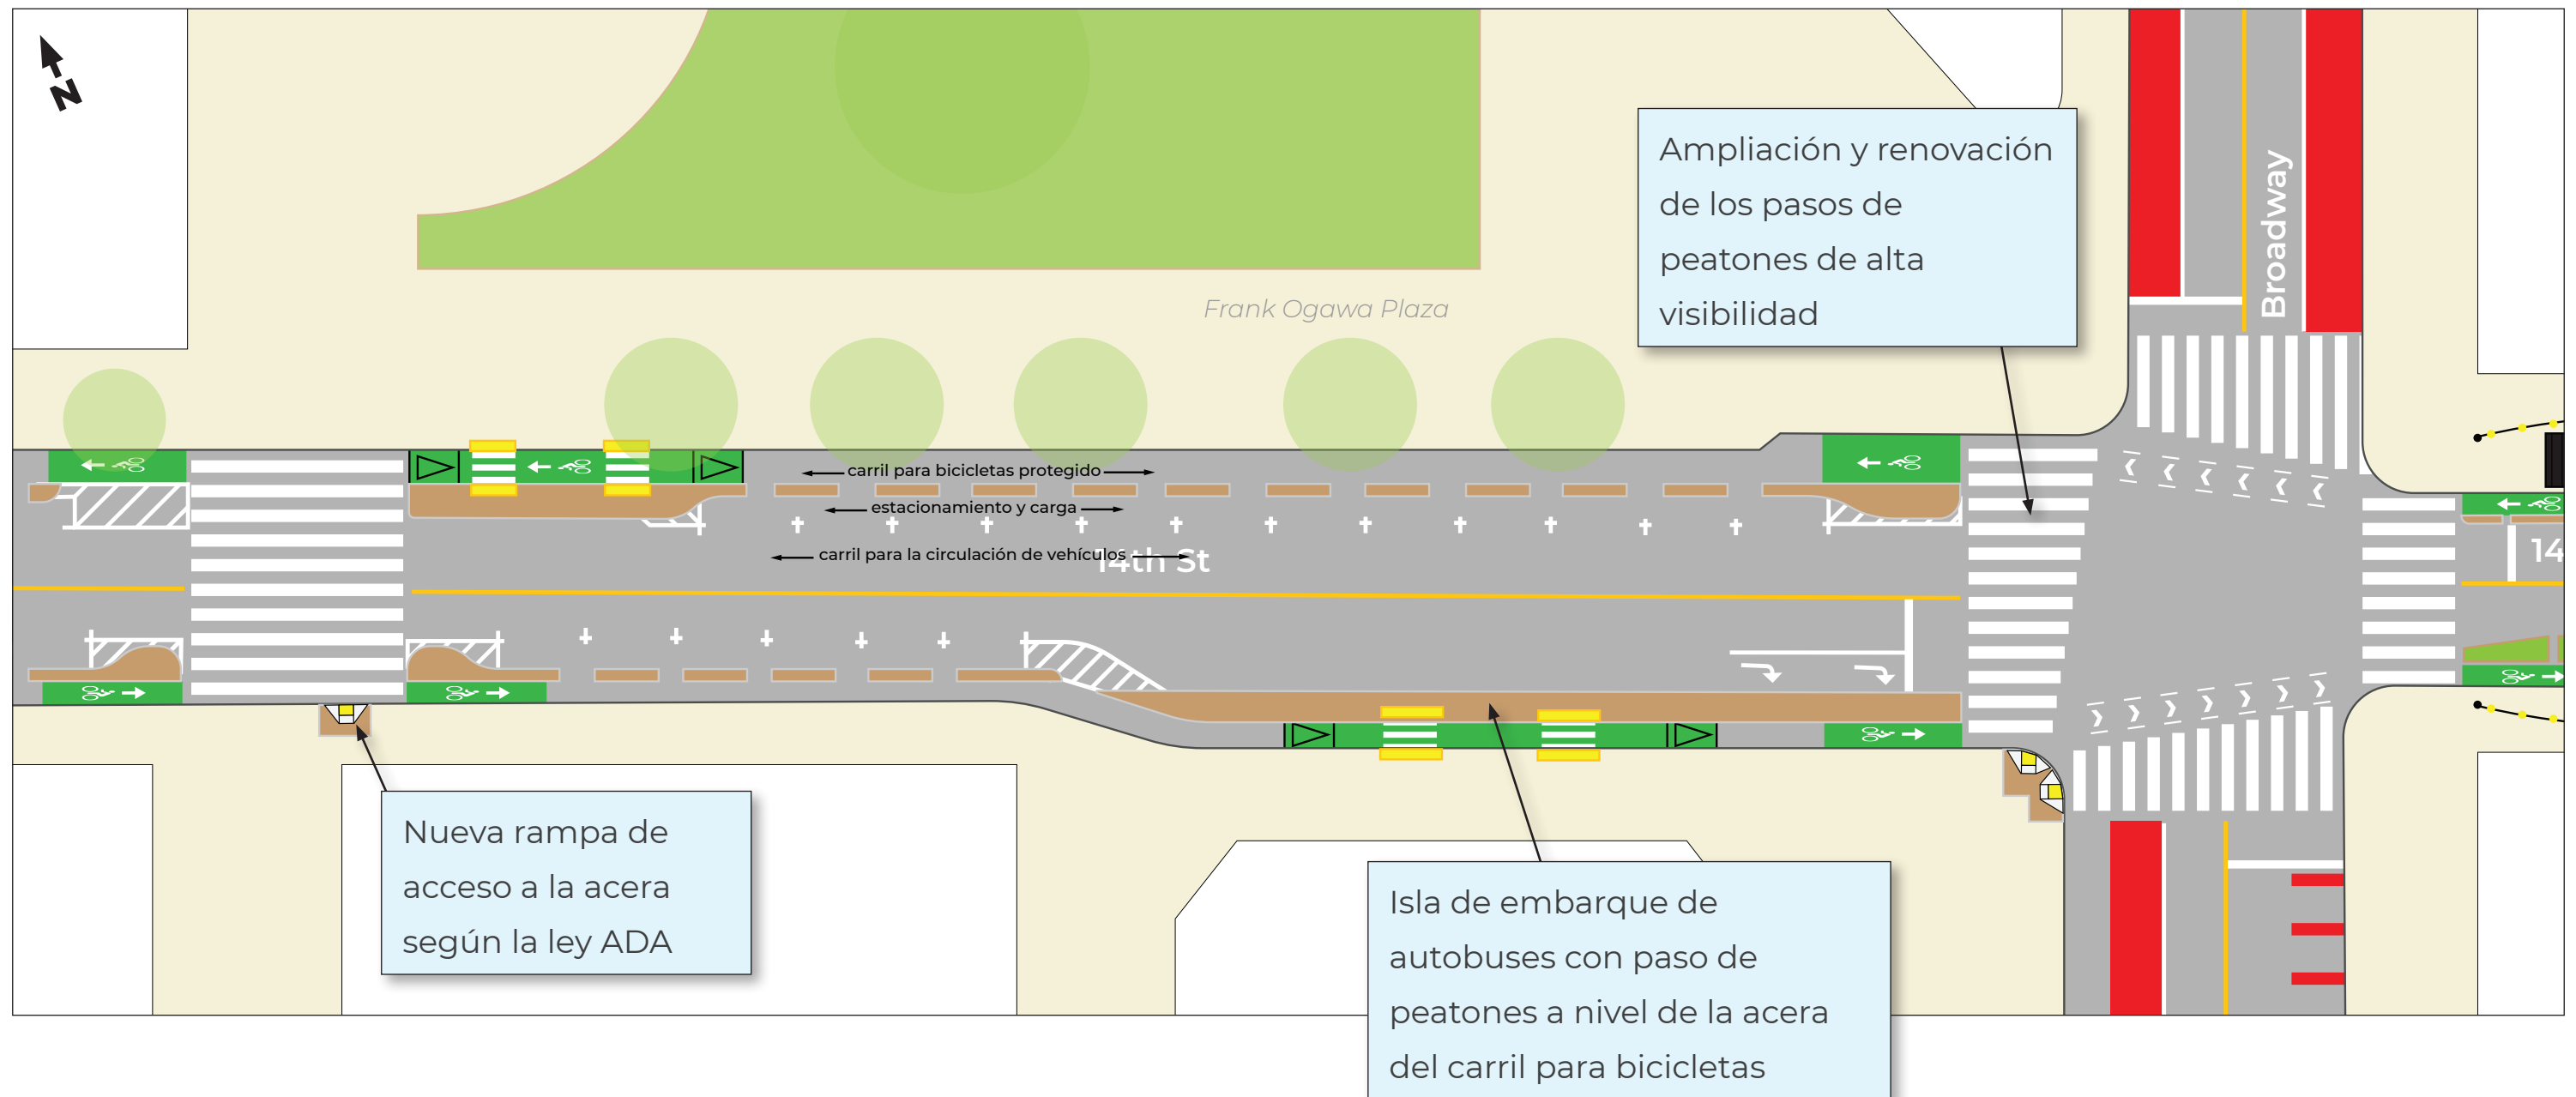 N
Ampliación y renovación
de los pasos de
peatones de alta
visibilidad
Broadway
Frank Ogawa Plaza
carril para bicicletas protegido
estacionamiento y carga
carril para la circulación de vehículos
14th St
14
Nueva rampa de
acceso a la acera
según la ley ADA
Isla de embarque de
autobuses con paso de
peatones a nivel de la acera
del carril para bicicletas